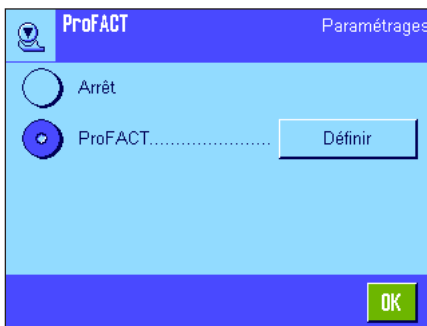 ProFACT Paramétrages
Arrêt
ProFACT....................... Définir
OK